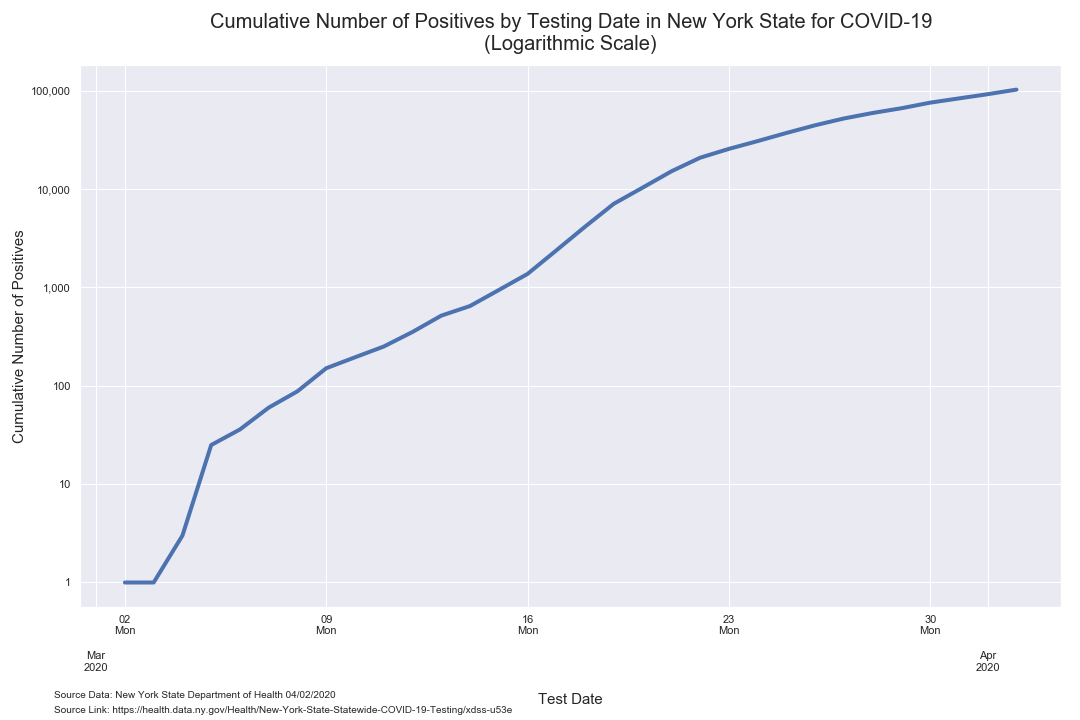 Cumulative Number of Positives by Testing Date in New York State for COVID-19
(Logarithmic Scale)
Cumulative Number of Positives
100,000
10,000
1,000
100
10
1
02 09 16 23 30
Mon Mon Mon Mon Mon
Mar Apr
2020 2020
Test Date
Source Data: New York State Department of Health 04/02/2020
Source Link: https://health.data.ny.gov/Health/New-York-State-Statewide-COVID-19-Testing/xdss-u53e